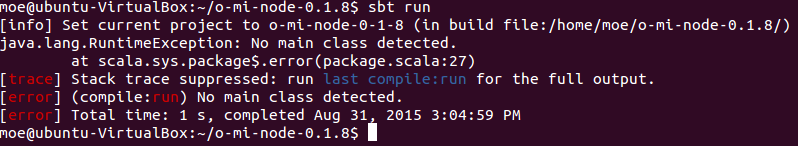 moe@ubuntu-VirtualBox:~/o-mi-node-0.1.8$ sbt run
[info] Set current project to o-mi-node-0-1-8 (in build file:/home/moe/o-mi-node-0.1.8/)
java.lang.RuntimeException: No main class detected.
        at scala.sys.package$.error(package.scala:27)
[trace] Stack trace suppressed: run last compile:run for the full output.
[error] (compile:run) No main class detected.
[error] Total time: 1 s, completed Aug 31, 2015 3:04:59 PM
moe@ubuntu-VirtualBox:~/o-mi-node-0.1.8$